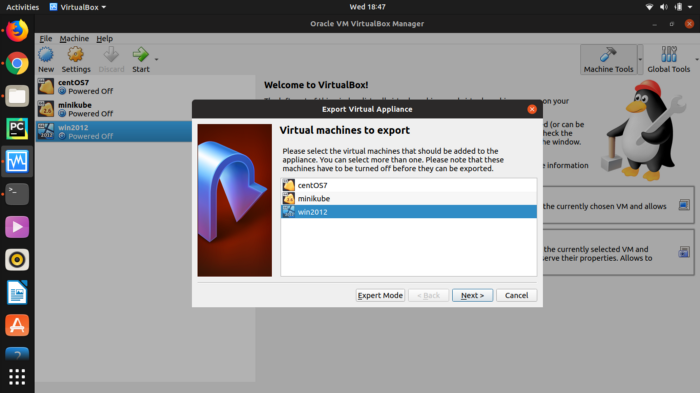 Activities VirtualBox Wed 18:47
Oracle VM VirtualBox Manager
File Machine Help
New Settings Discard Start Machine Tools Global Tools
centOS7
Powered Off
minikube
Powered Off
win2012
Powered Off
Welcome to VirtualBox!
on your
(or can be
check the
the window.
information
the currently chosen VM and allows
the currently selected VM and
serve their properties. Allows to
Export Virtual Appliance
Virtual machines to export
Please select the virtual machines that should be added to the
appliance. You can select more than one. Please note that these
machines have to be turned off before they can be exported.
centOS7
minikube
win2012
Expert Mode < Back Next > Cancel